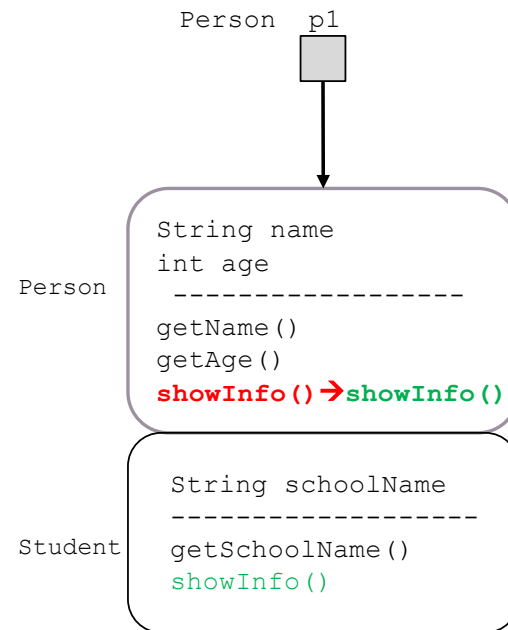 Person p1
String name
int age
------------------
Person
getName()
getAge()
showInfo()➔showInfo()
String schoolName
-------------------
Student
getSchoolName()
showInfo()